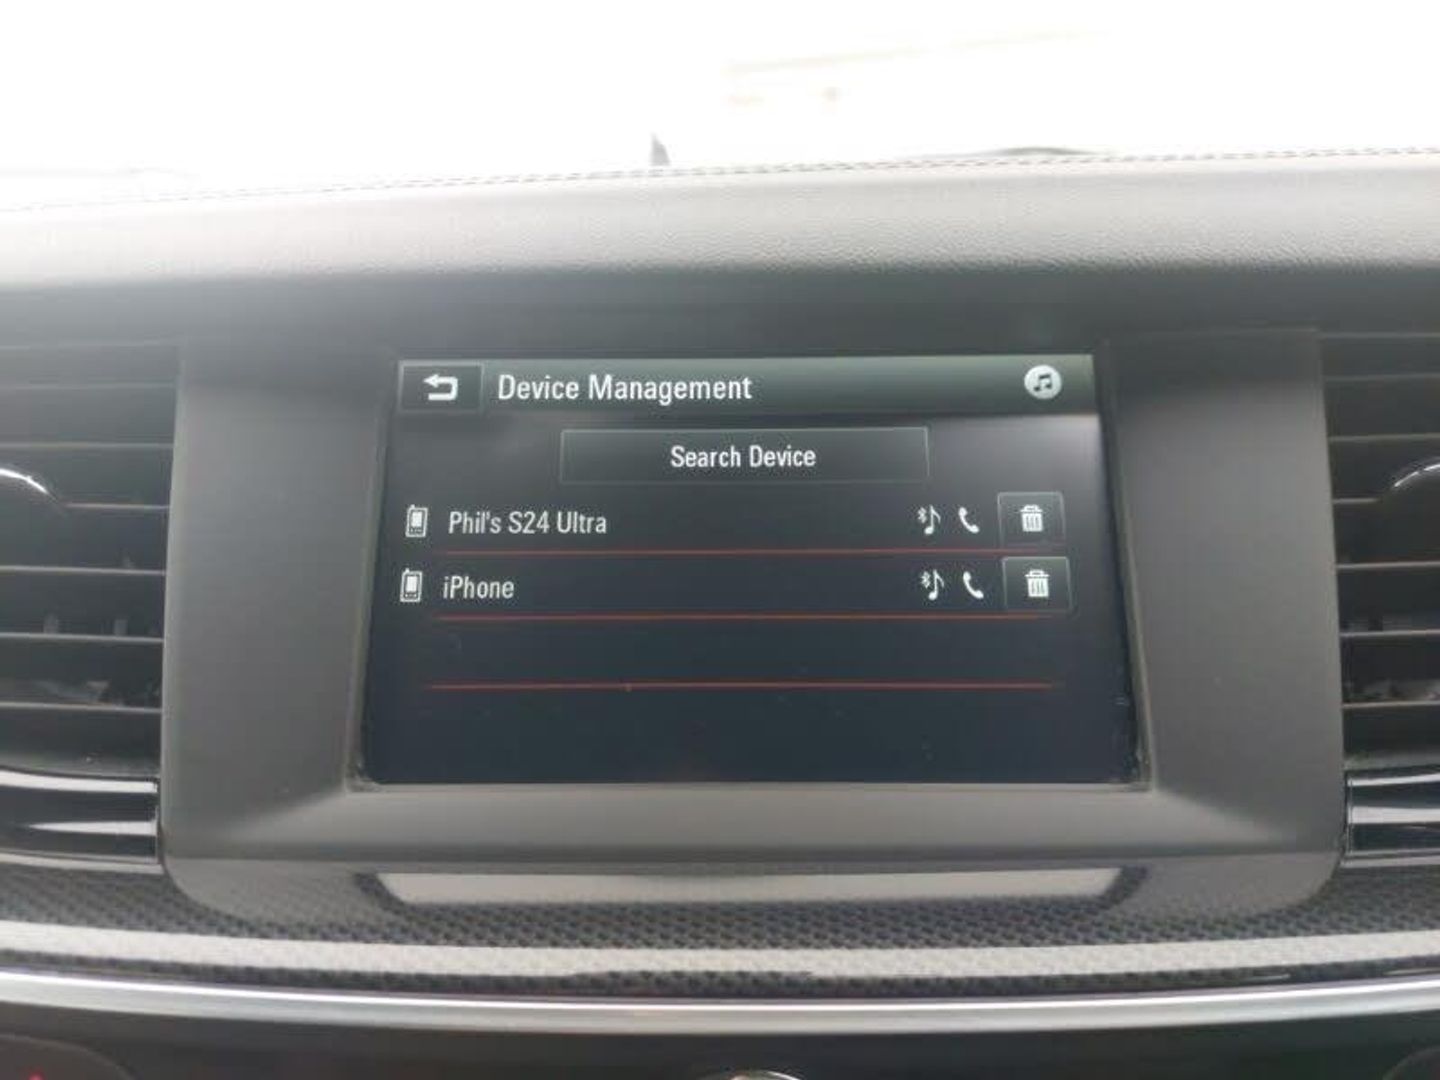 Device Management
Search Device
Phil's S24 Ultra
iPhone